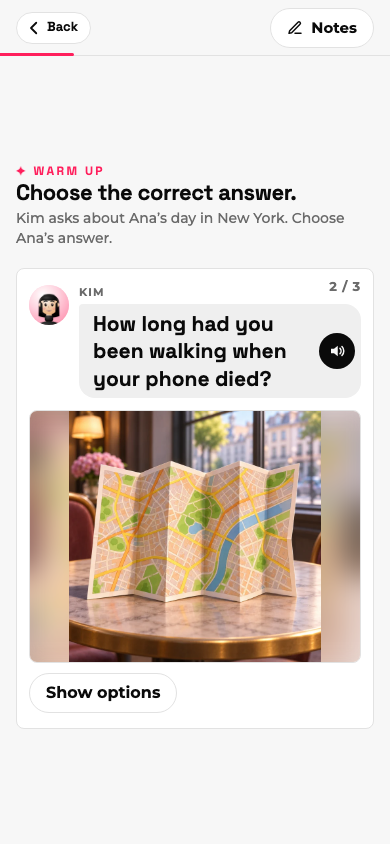 Back
Notes
WARM UP
Choose the correct answer.
Kim asks about Ana's day in New York. Choose
Ana's answer.
KIM
2 / 3
How long had you
been walking when
your phone died?
Show options